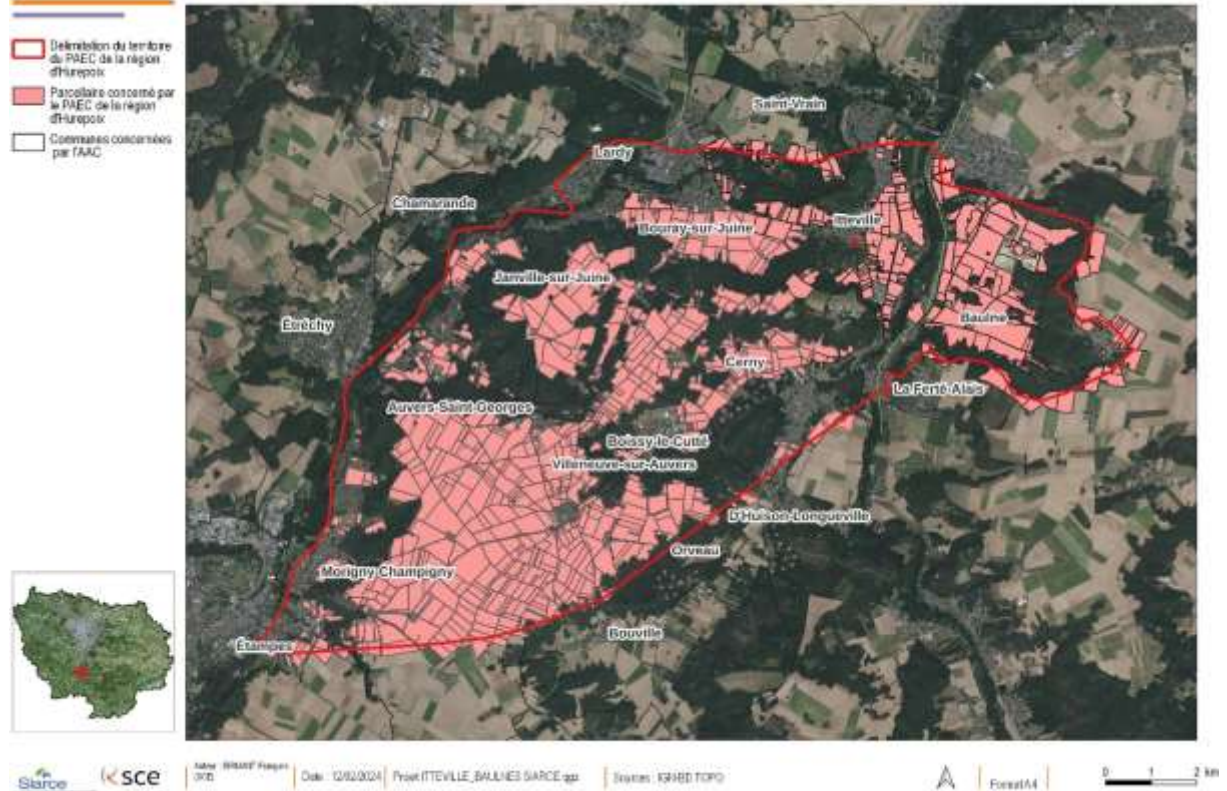 Délimitation du territoire
du PAEC de la région
d'Hurepoix
Parcellaire concerné par
le PAEC de la région
d'Hurepoix
Communes concernées
par l'AAC
Saint-Vrain
Lardy
Chamarande
Itteville
Bouray-sur-Juine
Janville-sur-Juine
Étréchy
Baulne
Cerny
La Ferté-Alais
Auvers-Saint-Georges
Boissy-le-Cutté
Villeneuve-sur-Auvers
D'Huison-Longueville
Orveau
Morigny-Champigny
Bouville
Étampes
Siarce
sce
Date : 12/02/2024
Projet ITTEVILLE_BAULNES SIARCE.qgz
Sources : IGN-BD TOPO
Format A4
0 1 2 km